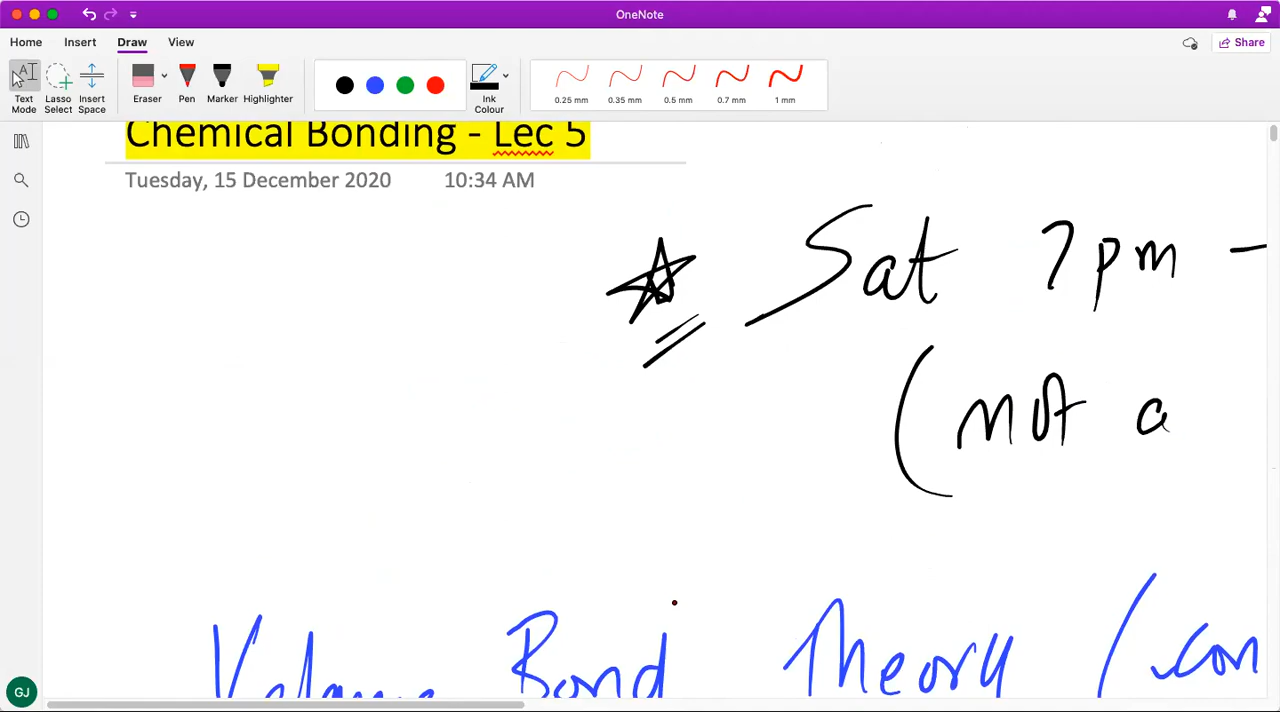 OneNote
Home Insert Draw View Share
Text Mode
Lasso Select
Insert Space
Eraser Pen Marker Highlighter
Ink Colour
0.25 mm 0.35 mm 0.5 mm 0.7 mm 1 mm
Chemical Bonding - Lec 5
Tuesday, 15 December 2020 10:34 AM
Sat 7pm -
(not a
Bond Theory (con
GJ